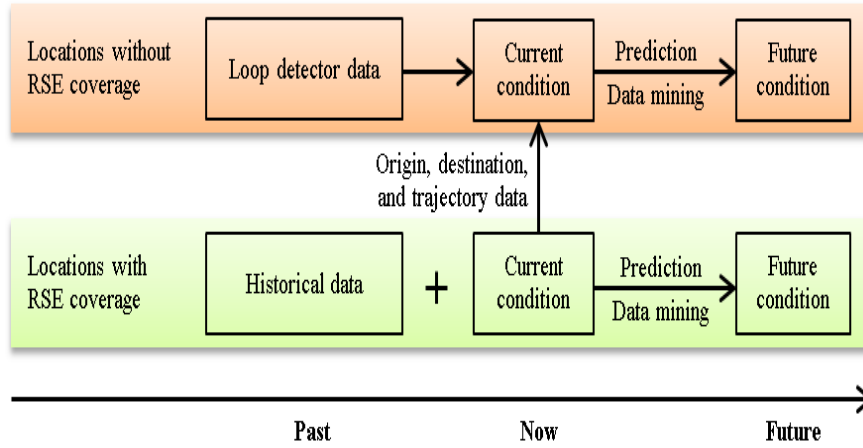 Locations without
RSE coverage
Loop detector data
Current
condition
Prediction
Data mining
Future
condition
Origin, destination,
and trajectory data
Locations with
RSE coverage
Historical data
+
Current
condition
Prediction
Data mining
Future
condition
Past
Now
Future